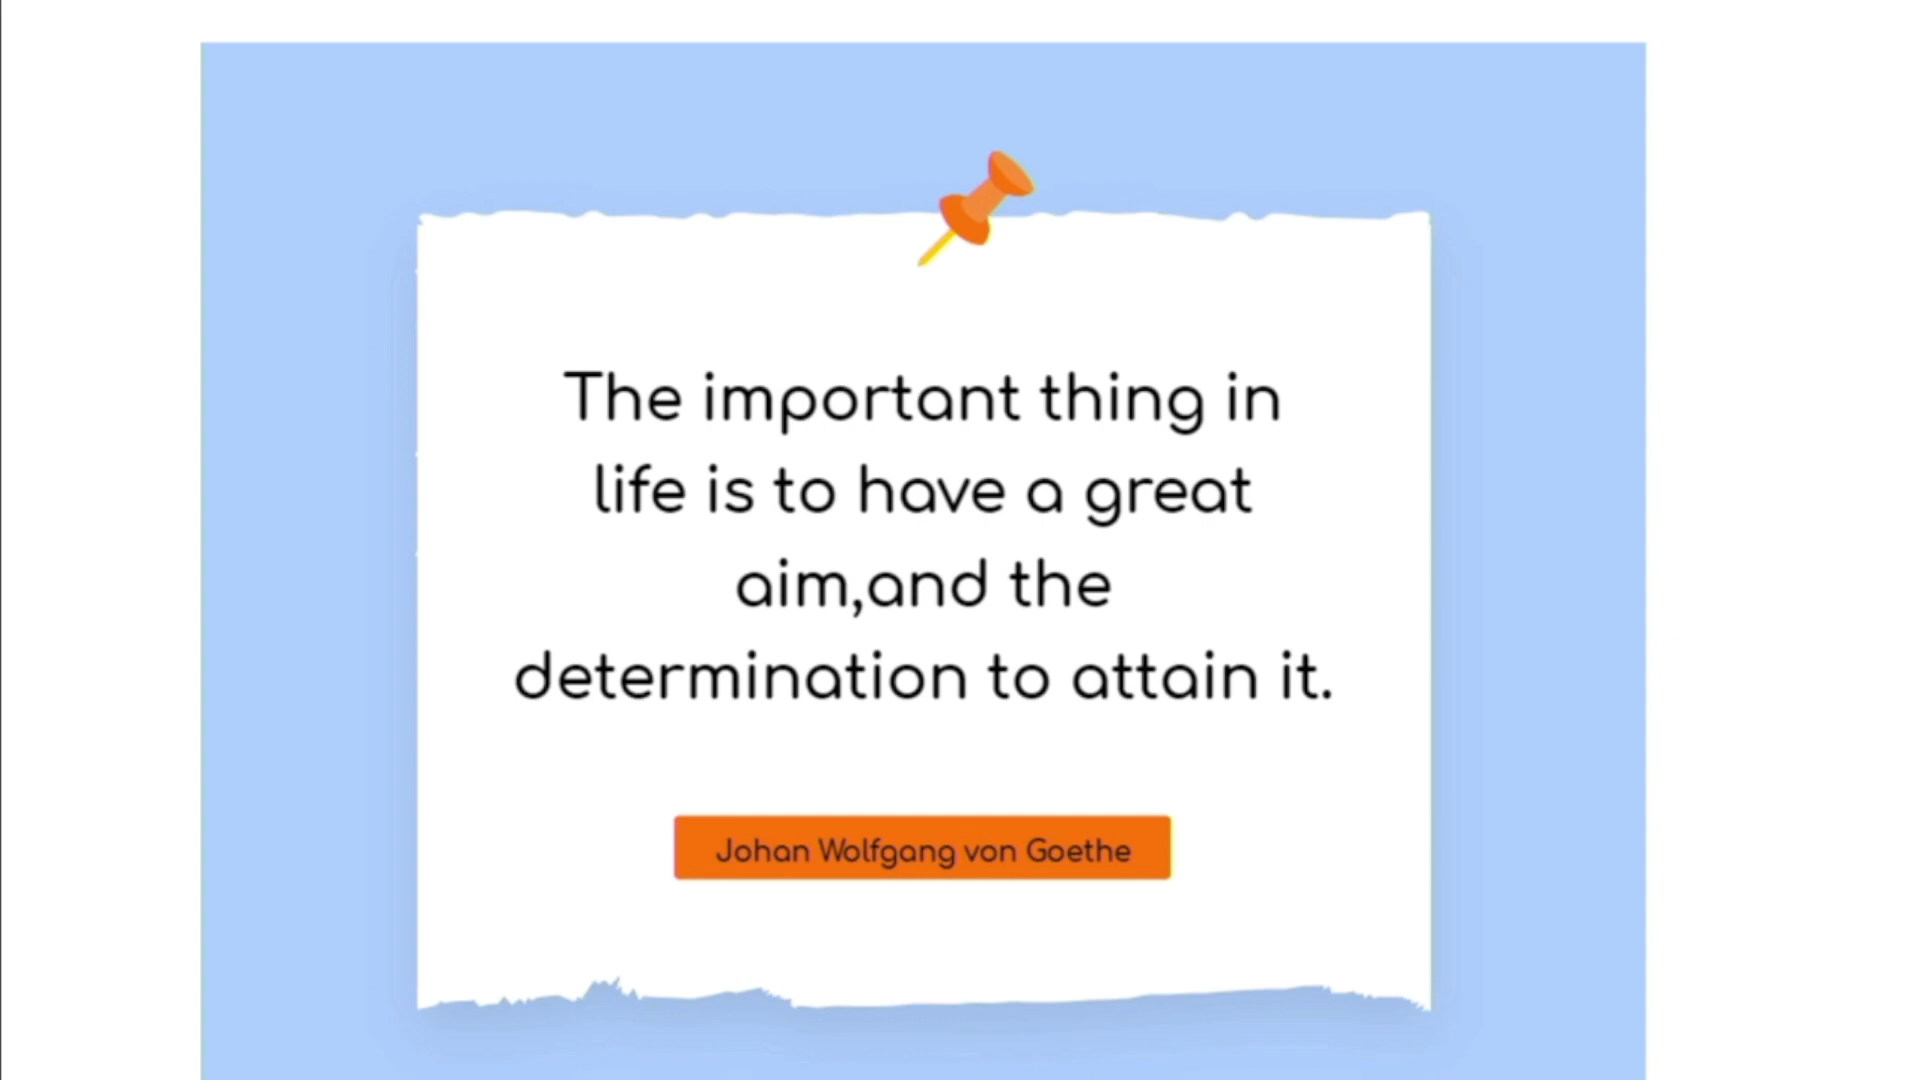 The important thing in
life is to have a great
aim,and the
determination to attain it.
Johan Wolfgang von Goethe